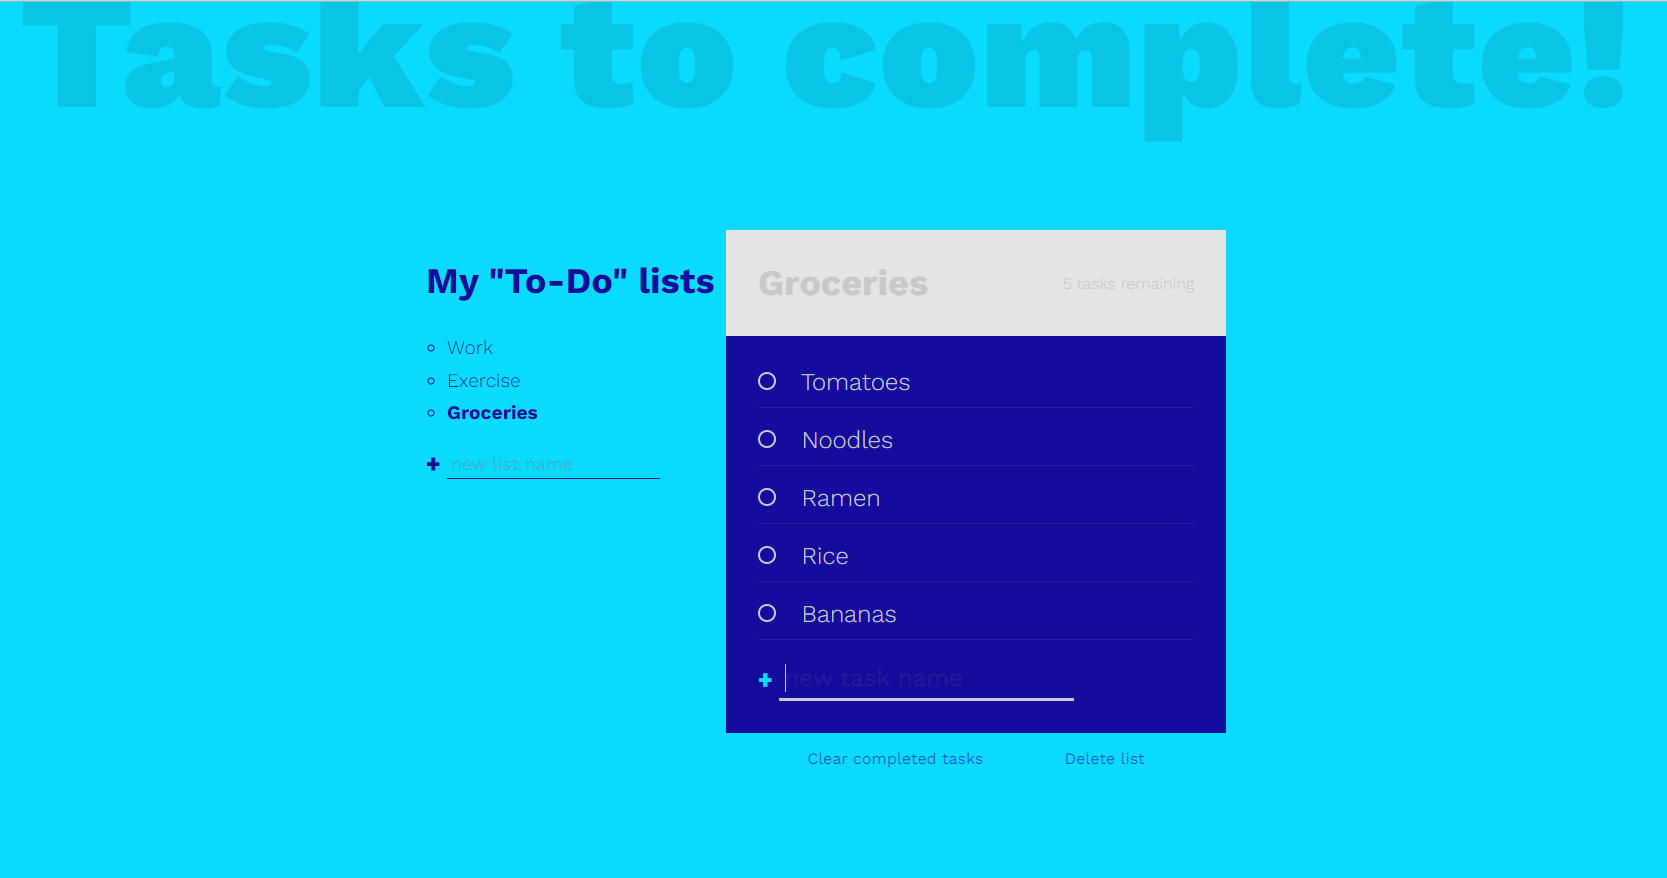 Tasks to complete!
My "To-Do" lists
Work
Exercise
Groceries
+ new list name
Groceries
5 tasks remaining
Tomatoes
Noodles
Ramen
Rice
Bananas
+ new task name
Clear completed tasks
Delete list